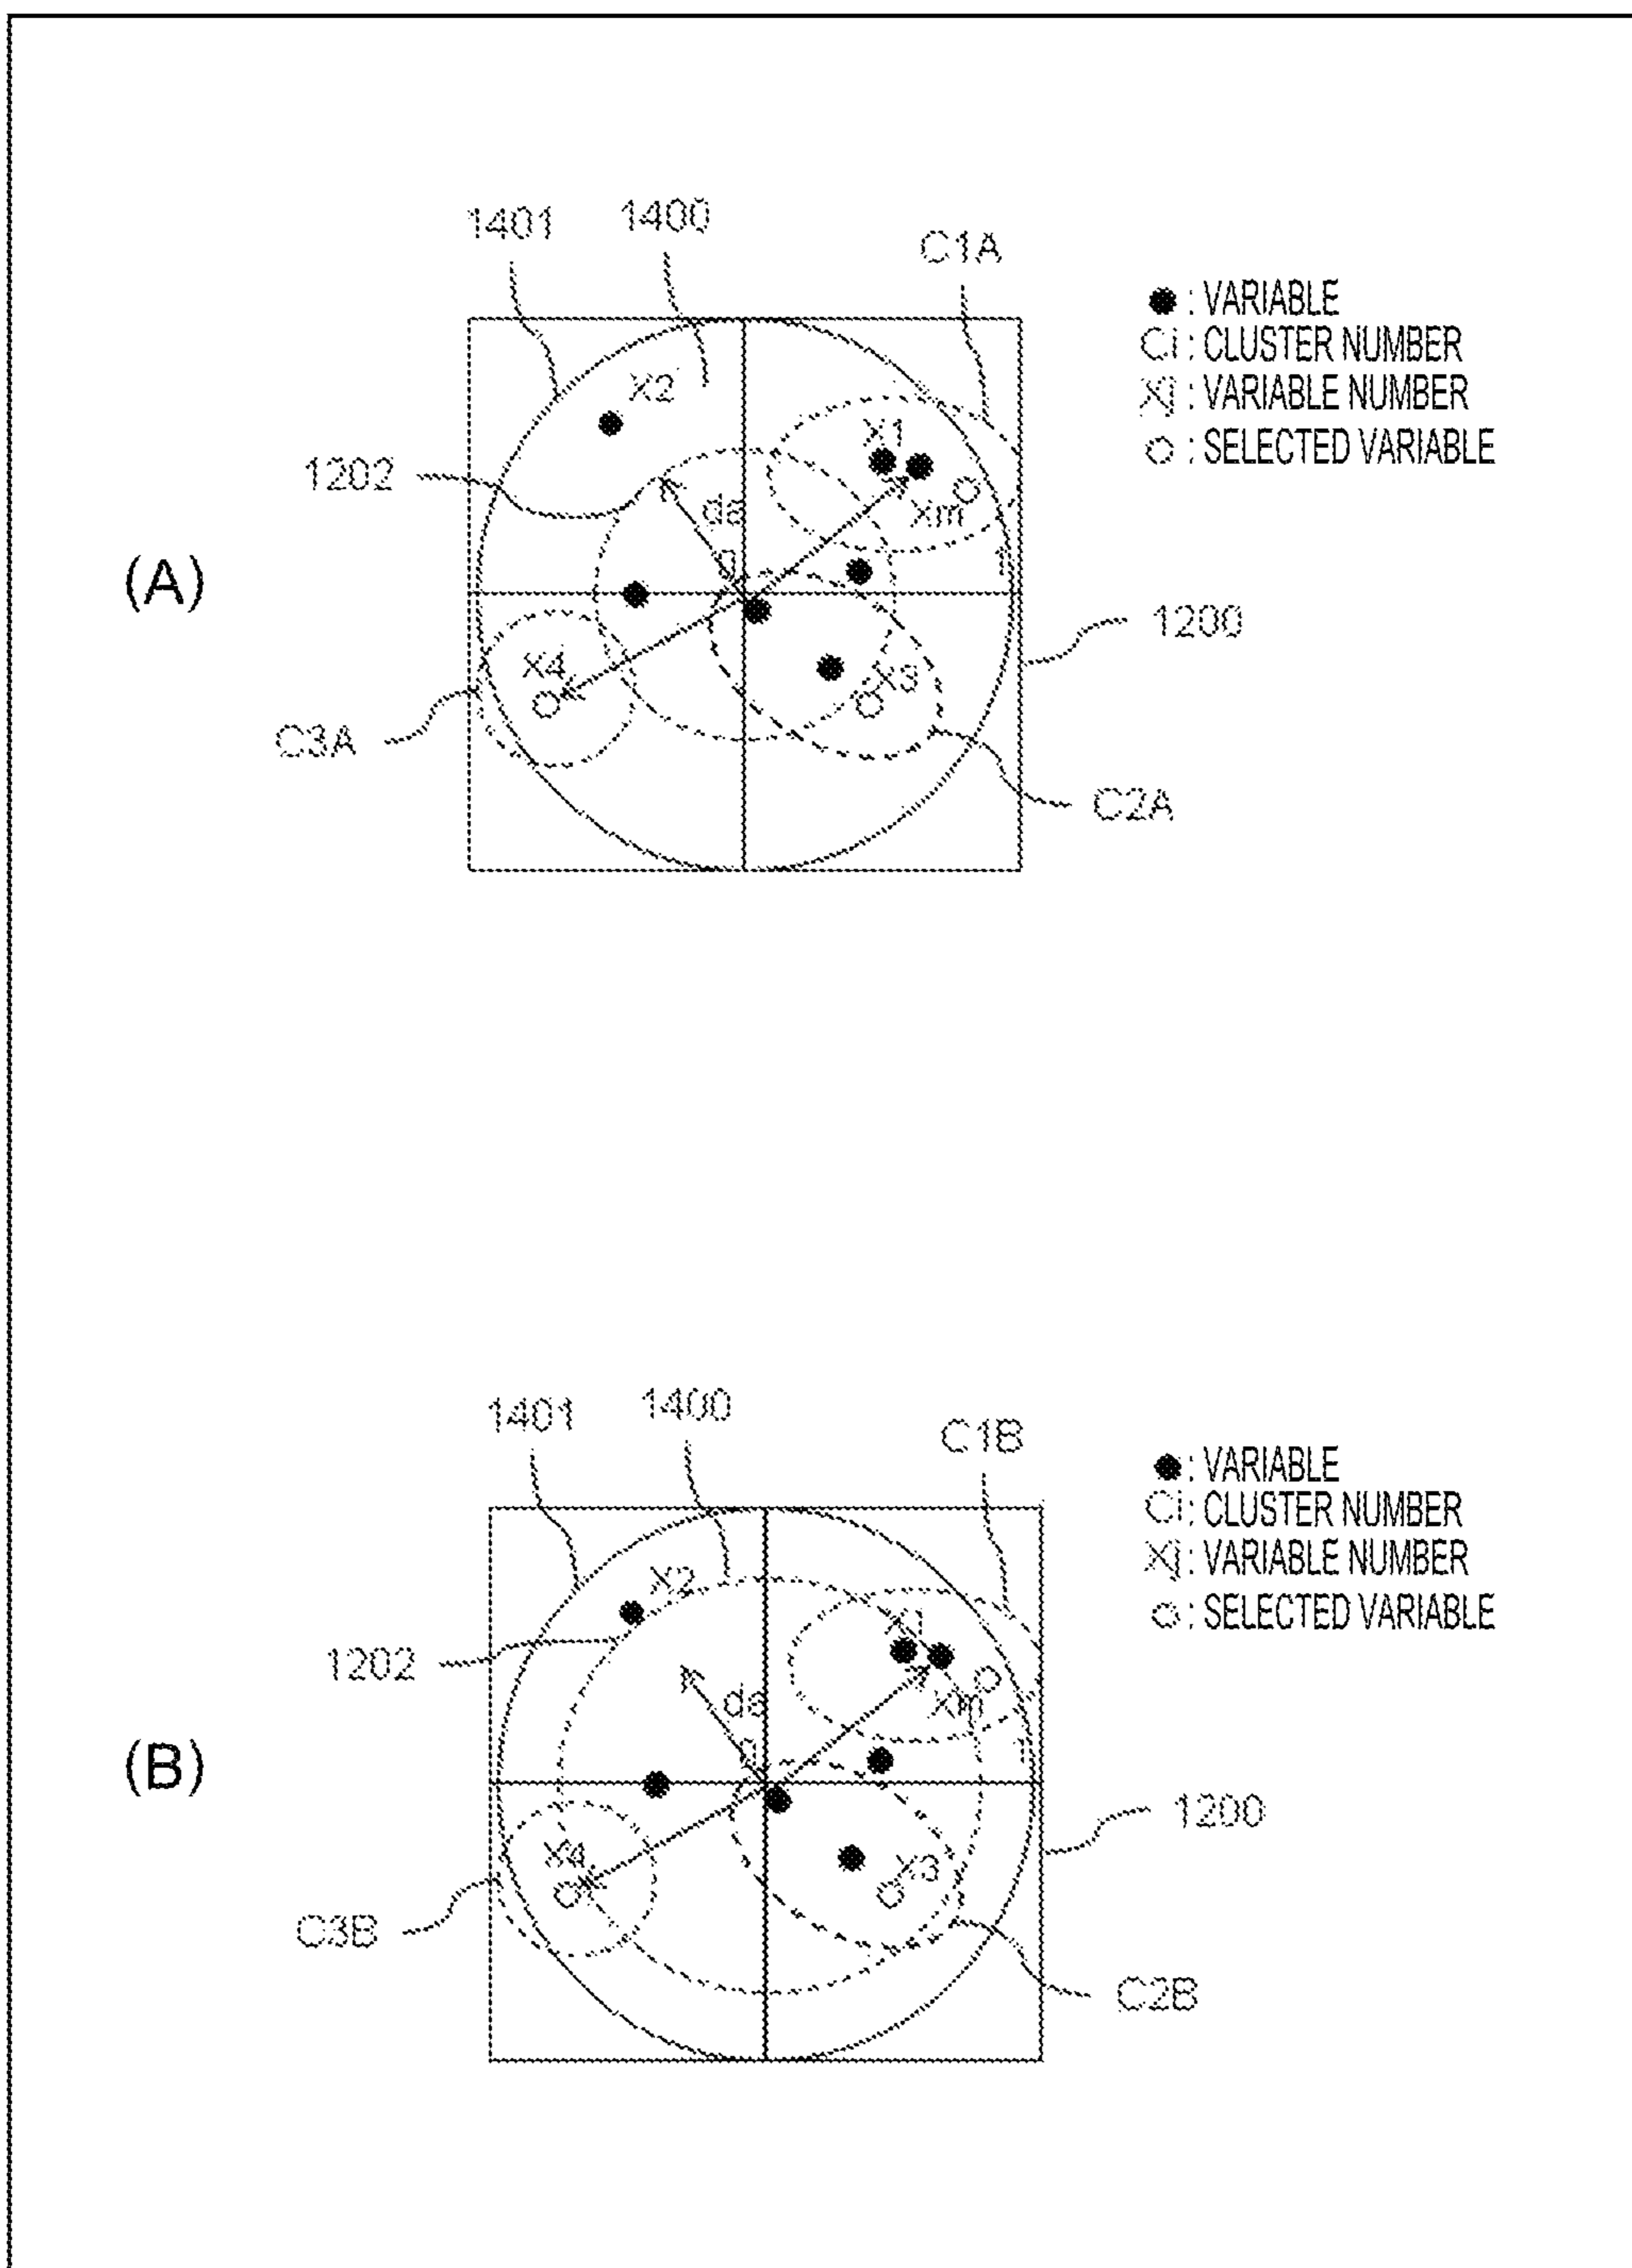 1401
1400
C1A
● : VARIABLE
Ci : CLUSTER NUMBER
Xj : VARIABLE NUMBER
○ : SELECTED VARIABLE
X2
X1
1202
da
Xm
(A)
1
1200
X4
X3
C3A
C2A
1401
1400
C1B
● : VARIABLE
Ci : CLUSTER NUMBER
Xj : VARIABLE NUMBER
○ : SELECTED VARIABLE
X2
X1
1202
da
Xm
(B)
1
1200
X4
X3
C3B
C2B